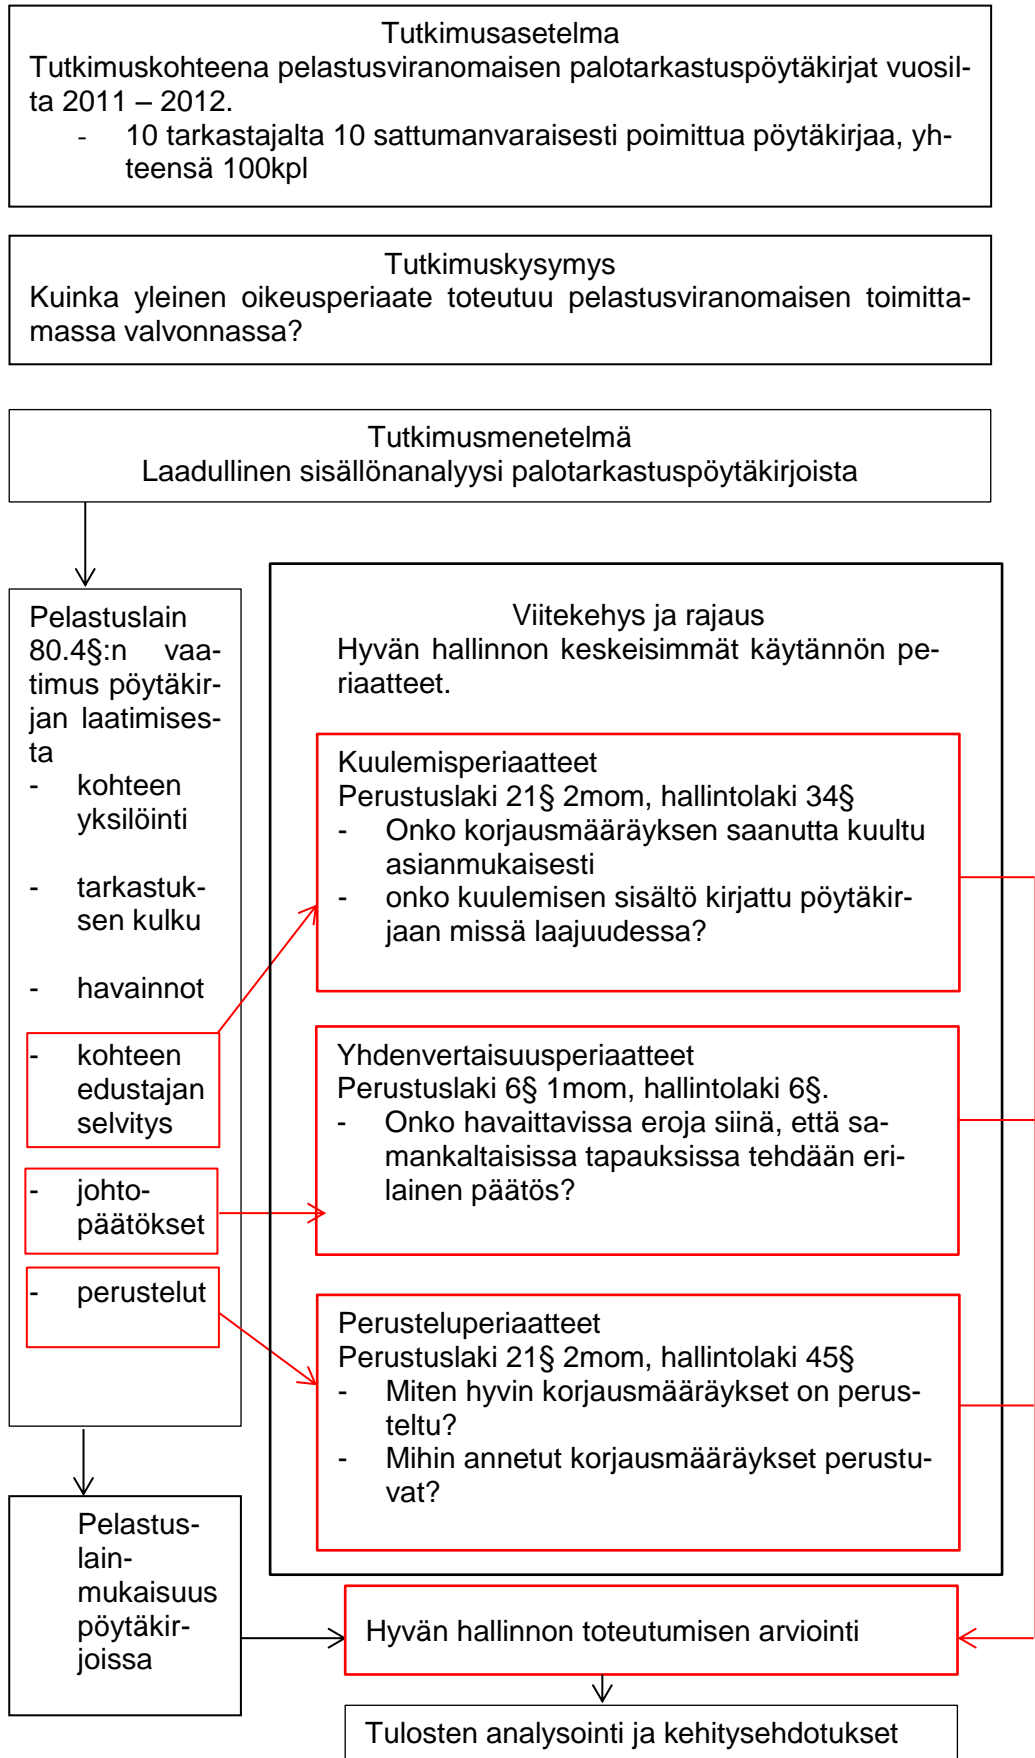 Tutkimusasetelma
Tutkimuskohteena pelastusviranomaisen palotarkastuspöytäkirjat vuosil-
ta 2011 – 2012.
- 10 tarkastajalta 10 sattumanvaraisesti poimittua pöytäkirjaa, yh-
teensä 100kpl
Tutkimuskysymys
Kuinka yleinen oikeusperiaate toteutuu pelastusviranomaisen toimitta-
massa valvonnassa?
Tutkimusmenetelmä
Laadullinen sisällönanalyysi palotarkastuspöytäkirjoista
Pelastuslain
80.4§:n vaa-
timus pöytäkir-
jan laatimises-
ta
- kohteen
yksilöinti
- tarkastuk-
sen kulku
- havainnot
- kohteen
edustajan
selvitys
- johto-
päätökset
- perustelut
Viitekehys ja rajaus
Hyvän hallinnon keskeisimmät käytännön pe-
riaatteet.
Kuulemisperiaatteet
Perustuslaki 21§ 2mom, hallintolaki 34§
- Onko korjausmääräyksen saanutta kuultu
asianmukaisesti
- onko kuulemisen sisältö kirjattu pöytäkir-
jaan missä laajuudessa?
Yhdenvertaisuusperiaatteet
Perustuslaki 6§ 1mom, hallintolaki 6§.
- Onko havaittavissa eroja siinä, että sa-
mankaltaisissa tapauksissa tehdään eri-
lainen päätös?
Perusteluperiaatteet
Perustuslaki 21§ 2mom, hallintolaki 45§
- Miten hyvin korjausmääräykset on perus-
teltu?
- Mihin annetut korjausmääräykset perustu-
vat?
Pelastus-
lain-
mukaisuus
pöytäkir-
joissa
Hyvän hallinnon toteutumisen arviointi
Tulosten analysointi ja kehitysehdotukset